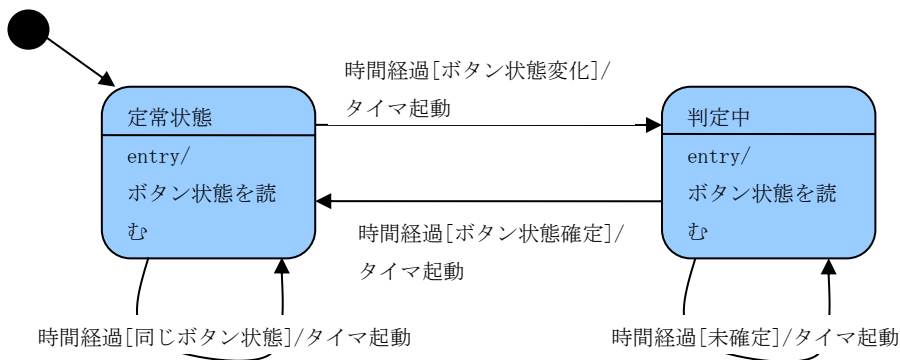 時間経過[ボタン状態変化]/
タイマ起動
定常状態
entry/
ボタン状態を読
む
判定中
entry/
ボタン状態を読
む
時間経過[ボタン状態確定]/
タイマ起動
時間経過[同じボタン状態]/タイマ起動
時間経過[未確定]/タイマ起動